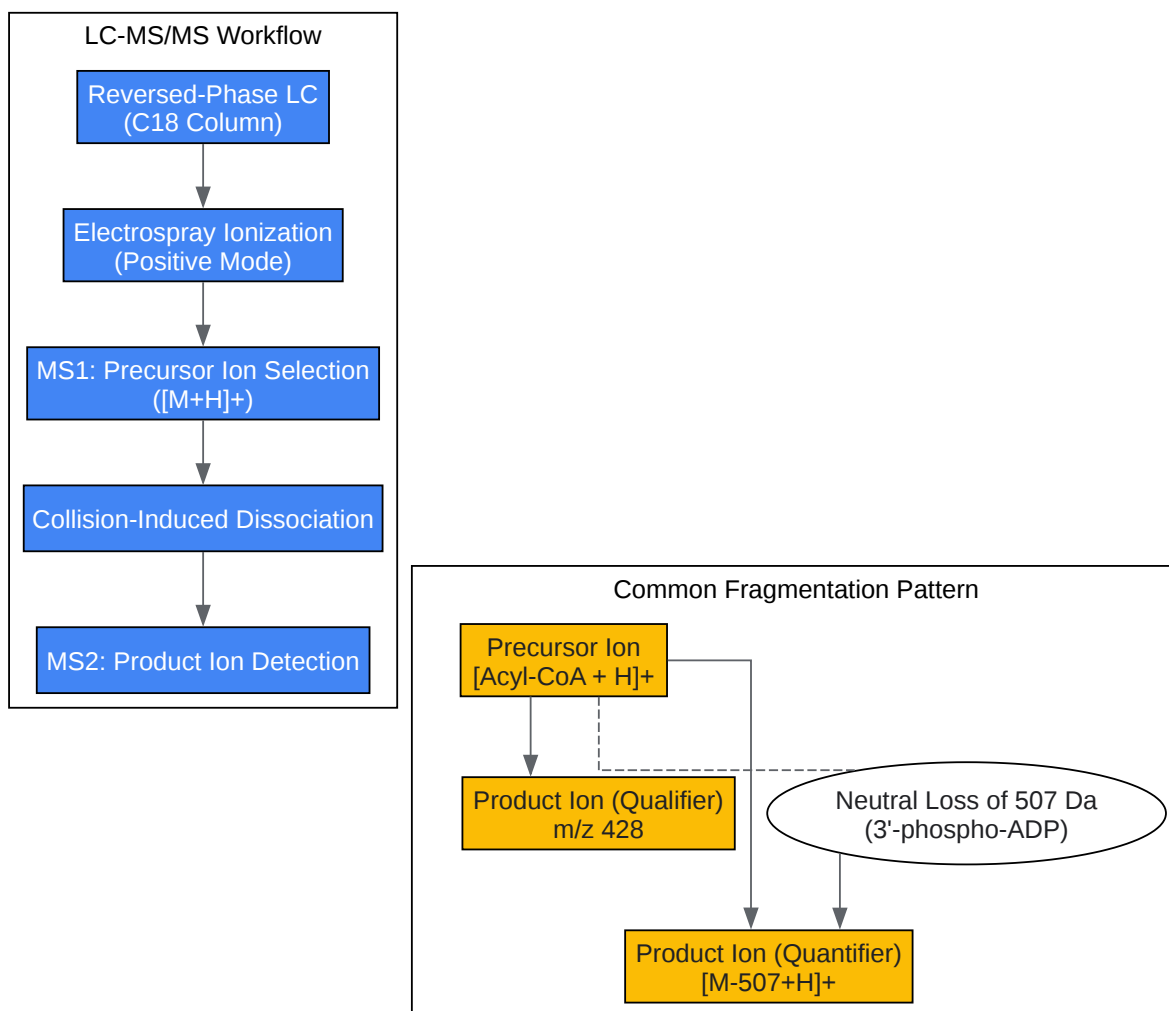 LC-MS/MS Workflow
Reversed-Phase LC
(C18 Column)
Electrospray Ionization
(Positive Mode)
MS1: Precursor Ion Selection
([M+H]+)
Collision-Induced Dissociation
MS2: Product Ion Detection
Common Fragmentation Pattern
Precursor Ion
[Acyl-CoA + H]+
Product Ion (Qualifier)
m/z 428
Neutral Loss of 507 Da
(3'-phospho-ADP)
Product Ion (Quantifier)
[M-507+H]+